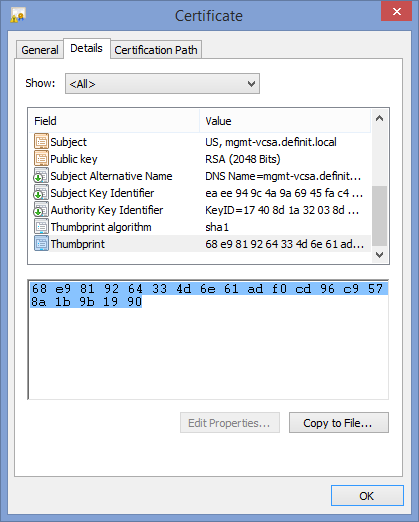 Certificate
General Details Certification Path
Show: <All>
Field Value
Subject US, mgmt-vcsa.definit.local
Public key RSA (2048 Bits)
Subject Alternative Name DNS Name=mgmt-vcsa.definit...
Subject Key Identifier ea ee 94 9c 4a 9a 69 45 fa c4 ...
Authority Key Identifier KeyID=17 40 8d 1a 32 03 8d ...
Thumbprint algorithm sha1
Thumbprint 68 e9 81 92 64 33 4d 6e 61 ad...
68 e9 81 92 64 33 4d 6e 61 ad f0 cd 96 c9 57
8a 1b 9b 19 90
Edit Properties... Copy to File...
OK